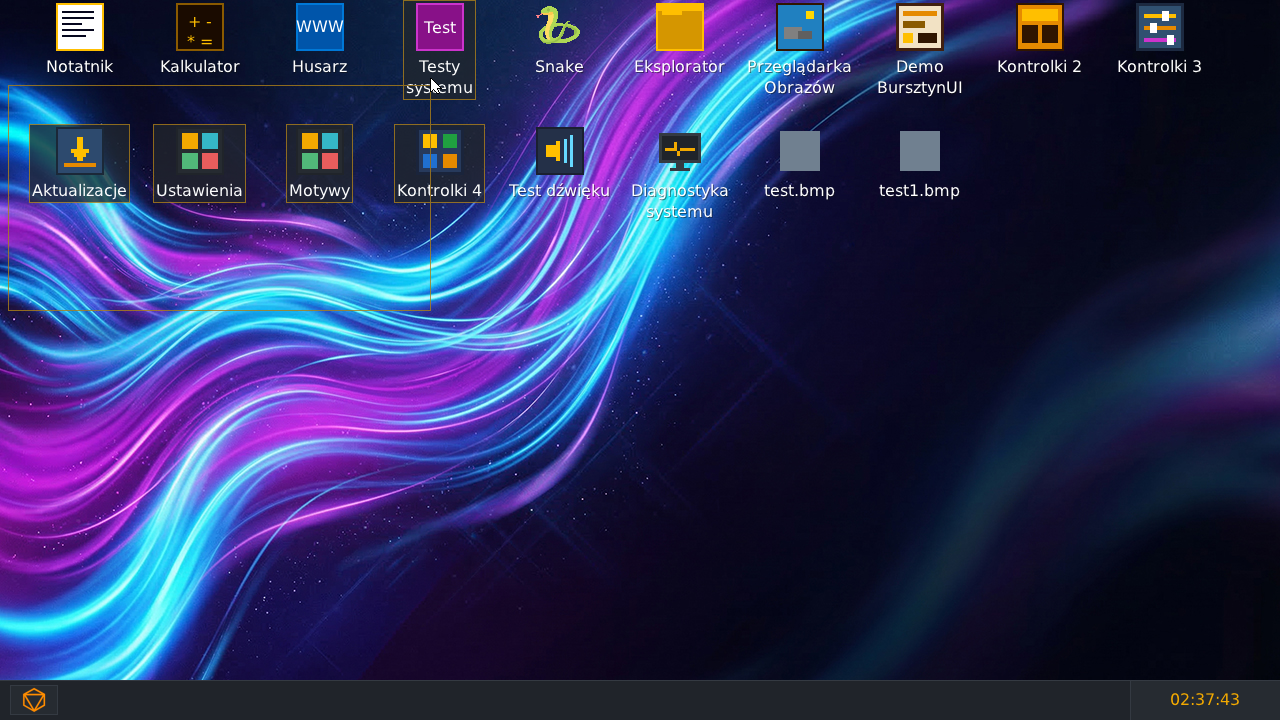 + -
* =
WWW
Test
Notatnik
Kalkulator
Husarz
Testy
systemu
Snake
Eksplorator
Przeglądarka
Obrazów
Demo
BursztynUI
Kontrolki 2
Kontrolki 3
Aktualizacje
Ustawienia
Motywy
Kontrolki 4
Test dźwięku
Diagnostyka
systemu
test.bmp
test1.bmp
02:37:43